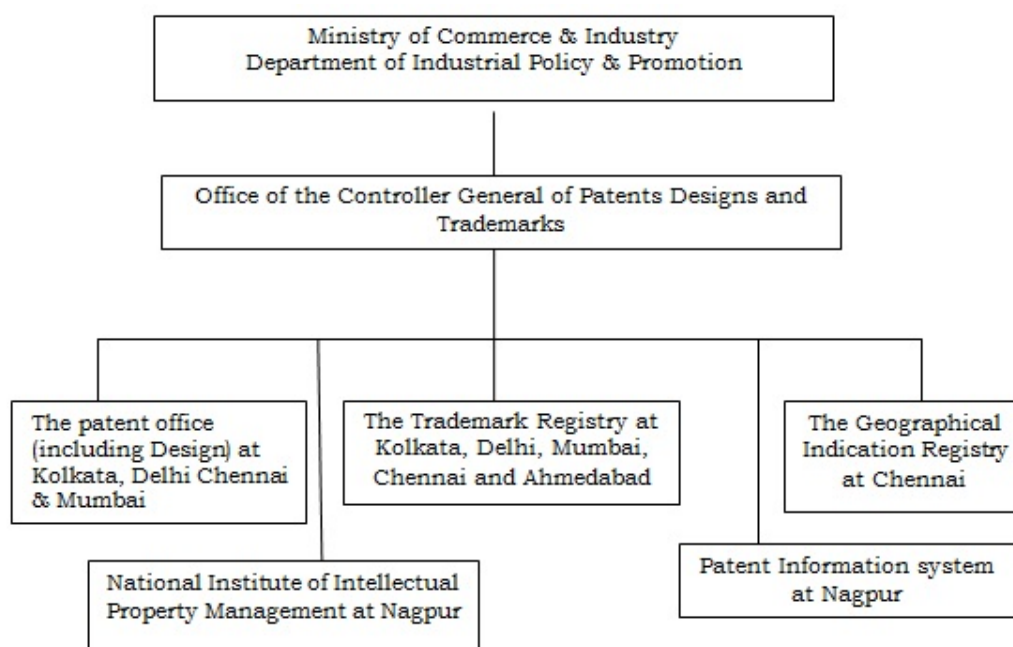 Ministry of Commerce & Industry
Department of Industrial Policy & Promotion
Office of the Controller General of Patents Designs and
Trademarks
The patent office
(including Design) at
Kolkata, Delhi Chennai
& Mumbai
The Trademark Registry at
Kolkata, Delhi, Mumbai,
Chennai and Ahmedabad
The Geographical
Indication Registry
at Chennai
National Institute of Intellectual
Property Management at Nagpur
Patent Information system
at Nagpur